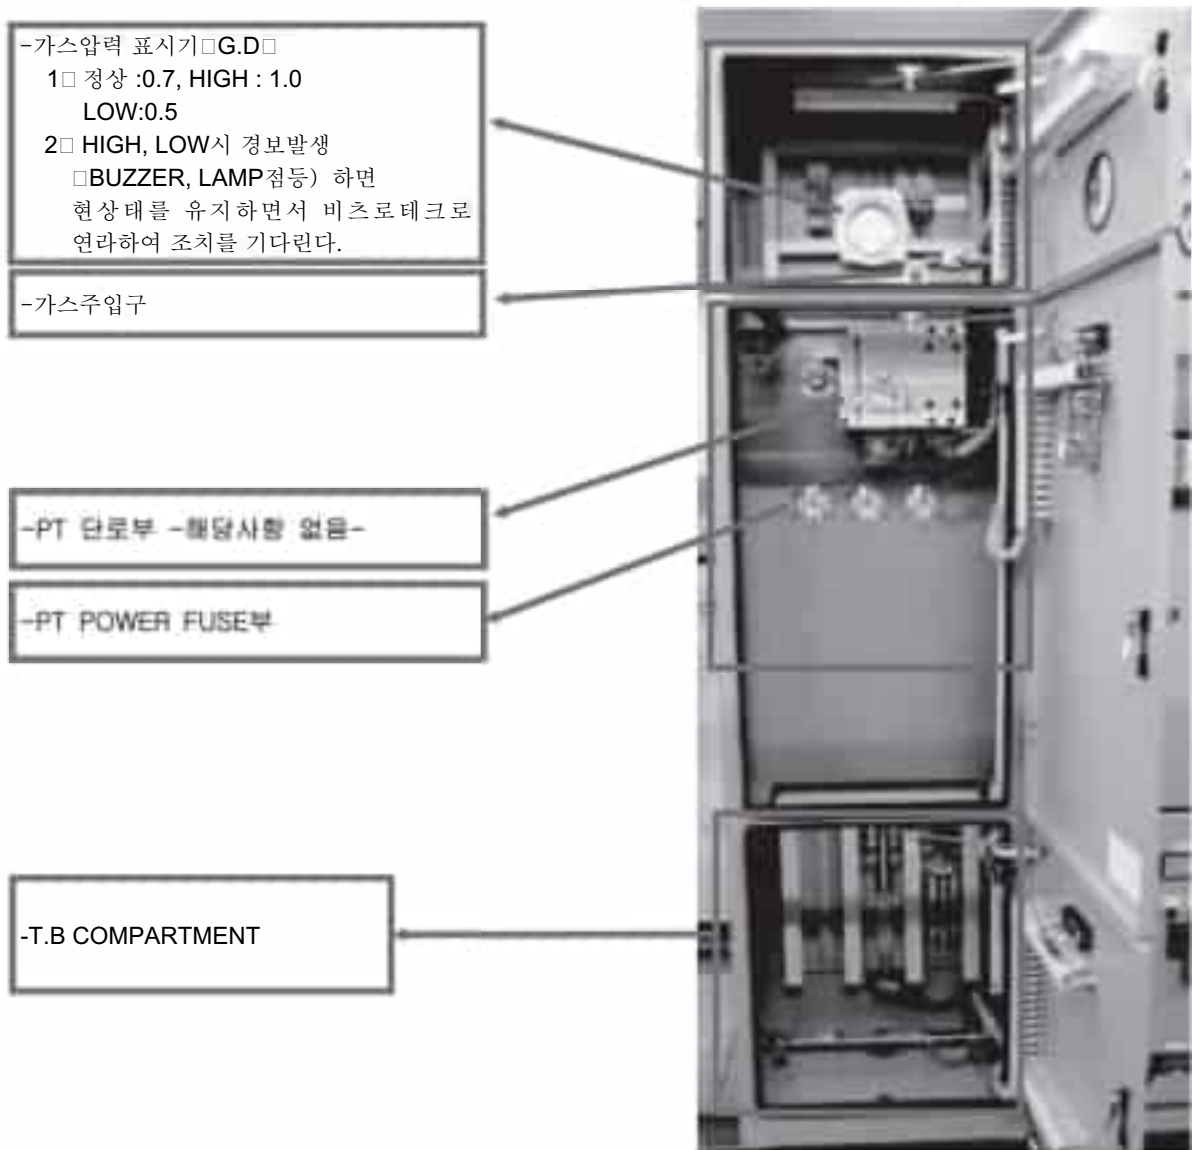 -가스압력 표시기□G.D□
1□ 정상 :0.7, HIGH : 1.0
LOW:0.5
2□ HIGH, LOW시 경보발생
□BUZZER, LAMP점등) 하면
현상태를 유지하면서 비츠로테크로
연라하여 조치를 기다린다.
-가스주입구
-PT 단로부 -해당사항 없음-
-PT POWER FUSE부
-T.B COMPARTMENT